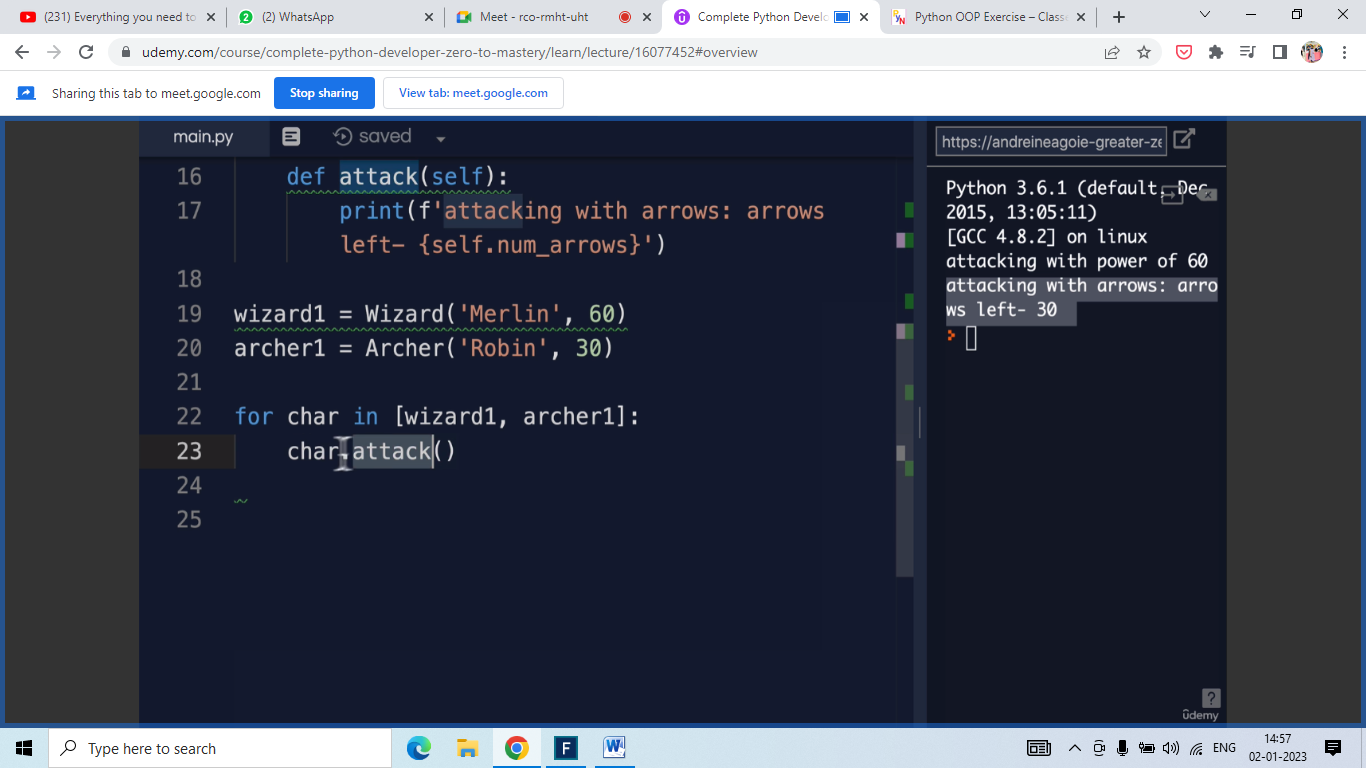 (231) Everything you need to
(2) WhatsApp
Meet - rco-rmht-uht
Complete Python Develo
Python OOP Exercise – Classe
udemy.com/course/complete-python-developer-zero-to-mastery/learn/lecture/16077452#overview
Sharing this tab to meet.google.com
Stop sharing
View tab: meet.google.com
main.py
saved
16 def attack(self):
17 print(f'attacking with arrows: arrows
left- {self.num_arrows}')
18
19 wizard1 = Wizard('Merlin', 60)
20 archer1 = Archer('Robin', 30)
21
22 for char in [wizard1, archer1]:
23 char.attack()
24
25
https://andreineagoie-greater-ze
Python 3.6.1 (default, Dec
2015, 13:05:11)
[GCC 4.8.2] on linux
attacking with power of 60
attacking with arrows: arro
ws left- 30
?
ûdemy
Type here to search
F
W
ENG
14:57
02-01-2023